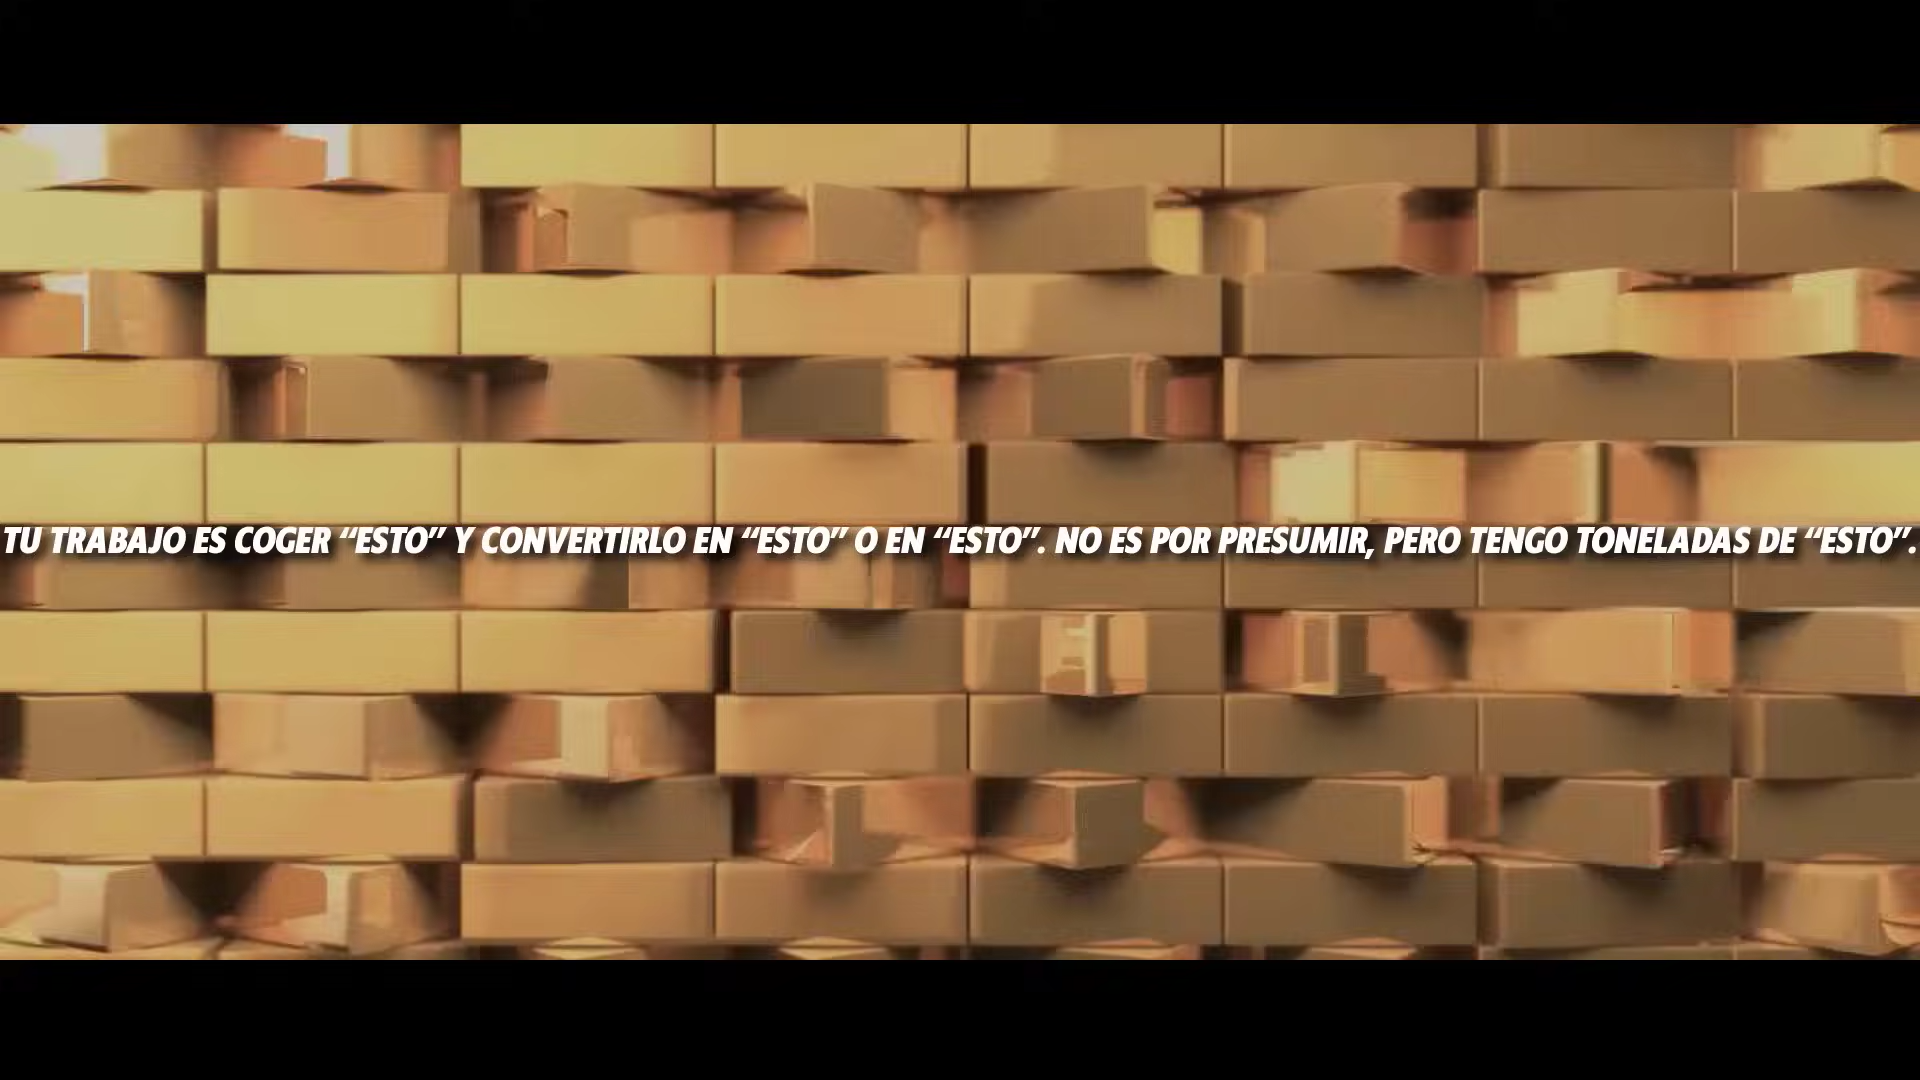 TU TRABAJO ES COGER “ESTO” Y CONVERTIRLO EN “ESTO” O EN “ESTO”. NO ES POR PRESUMIR, PERO TENGO TONELADAS DE “ESTO”.